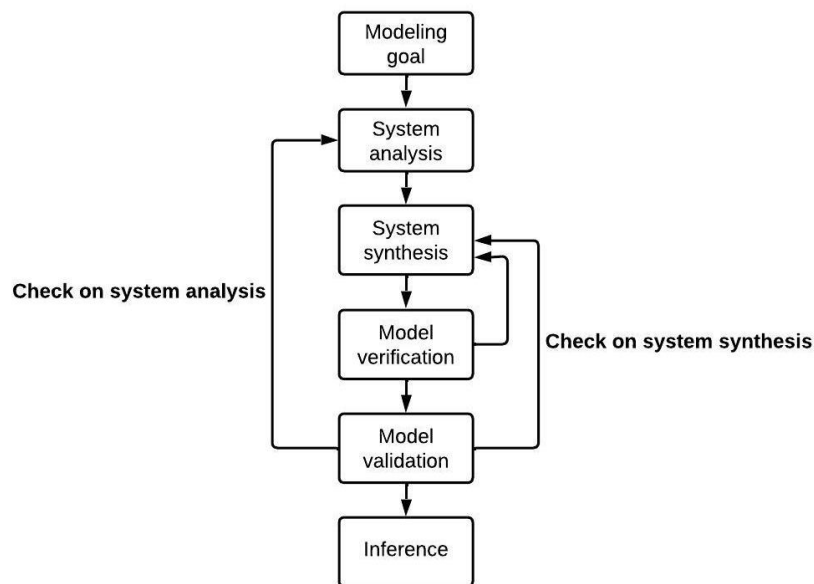 Modeling
goal
System
analysis
System
synthesis
Check on system analysis
Model
verification
Check on system synthesis
Model
validation
Inference